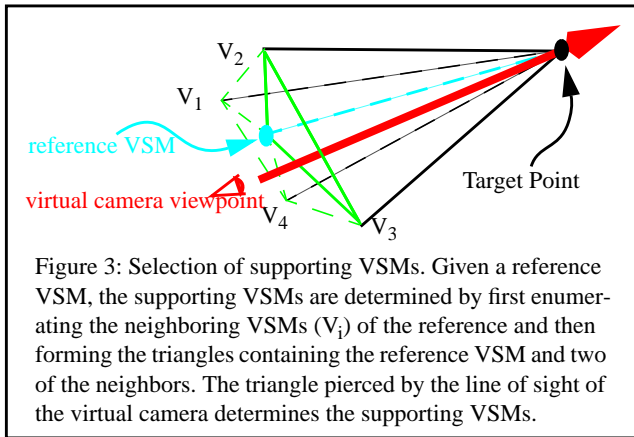 V2
V1
reference VSM
Target Point
virtual camera viewpoint
V4
V3
Figure 3: Selection of supporting VSMs. Given a reference
VSM, the supporting VSMs are determined by first enumer-
ating the neighboring VSMs (Vi) of the reference and then
forming the triangles containing the reference VSM and two
of the neighbors. The triangle pierced by the line of sight of
the virtual camera determines the supporting VSMs.